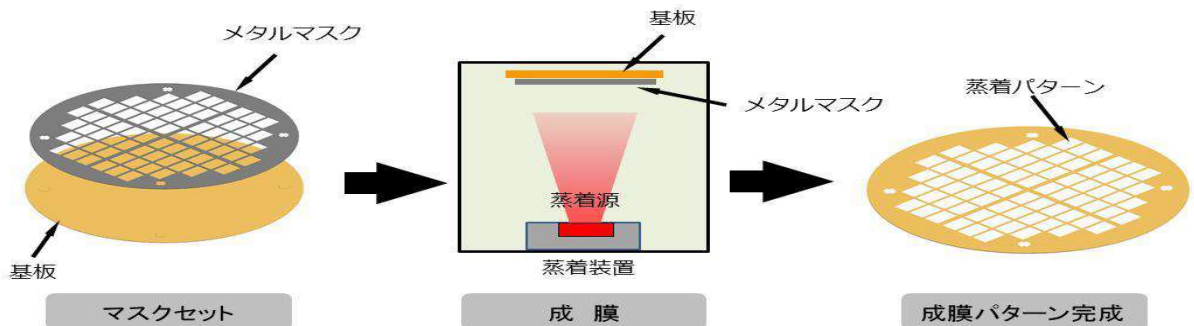 メタルマスク
基板
マスクセット
基板
メタルマスク
蒸着源
蒸着装置
成 膜
蒸着パターン
成膜パターン完成